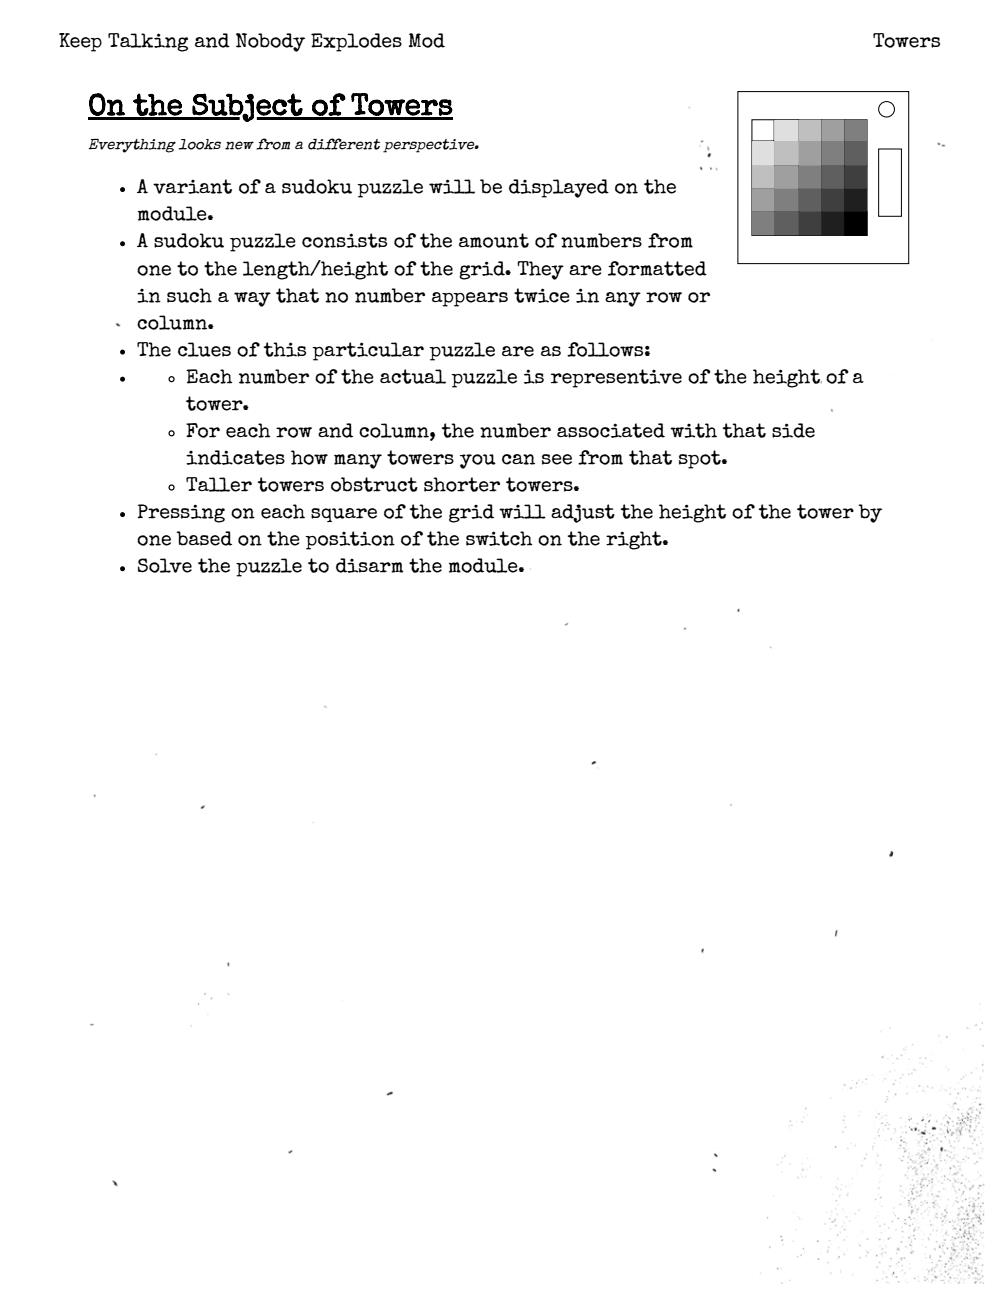 Keep Talking and Nobody Explodes Mod
Towers
On the Subject of Towers
Everything looks new from a different perspective.
• A variant of a sudoku puzzle will be displayed on the
module.
• A sudoku puzzle consists of the amount of numbers from
one to the length/height of the grid. They are formatted
in such a way that no number appears twice in any row or
column.
• The clues of this particular puzzle are as follows:
• ◦ Each number of the actual puzzle is representive of the height of a
tower.
◦ For each row and column, the number associated with that side
indicates how many towers you can see from that spot.
◦ Taller towers obstruct shorter towers.
• Pressing on each square of the grid will adjust the height of the tower by
one based on the position of the switch on the right.
• Solve the puzzle to disarm the module.